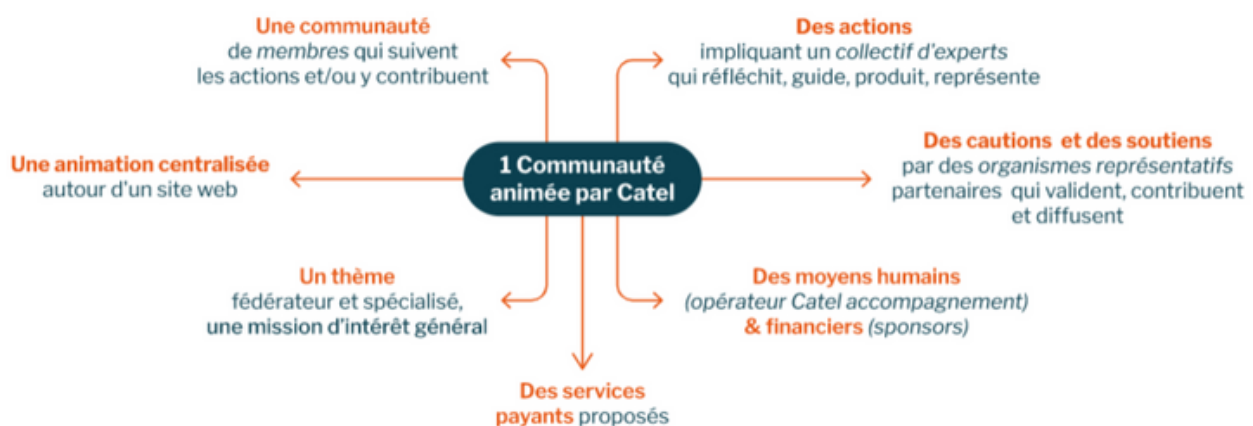 Une communauté
de membres qui suivent
les actions et/ou y contribuent
Des actions
impliquant un collectif d'experts
qui réfléchit, guide, produit, représente
Une animation centralisée
autour d'un site web
1 Communauté
animée par Catel
Des cautions et des soutiens
par des organismes représentatifs
partenaires qui valident, contribuent
et diffusent
Un thème
fédérateur et spécialisé,
une mission d'intérêt général
Des moyens humains
(opérateur Catel accompagnement)
& financiers (sponsors)
Des services
payants proposés